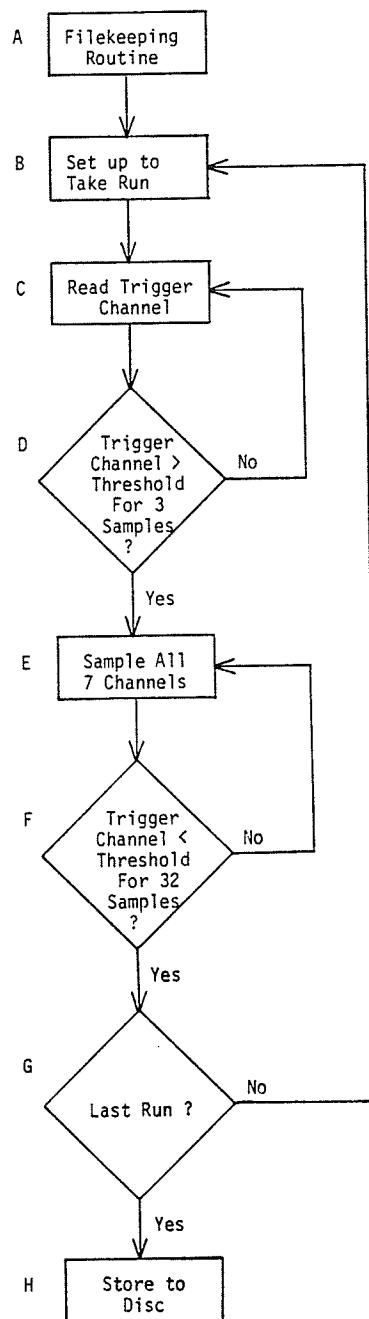 A
Filekeeping
Routine
B
Set up to
Take Run
C
Read Trigger
Channel
D
Trigger
Channel >
Threshold
For 3
Samples
?
No
Yes
E
Sample All
7 Channels
F
Trigger
Channel <
Threshold
For 32
Samples
?
No
Yes
G
Last Run ?
No
Yes
H
Store to
Disc